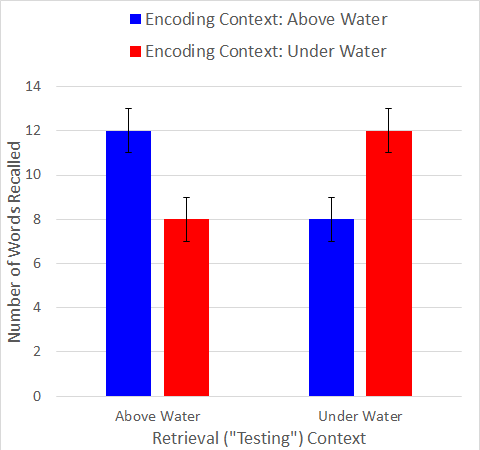 Encoding Context: Above Water
Encoding Context: Under Water
Number of Words Recalled
14
12
10
8
6
4
2
0
Above Water
Under Water
Retrieval ("Testing") Context